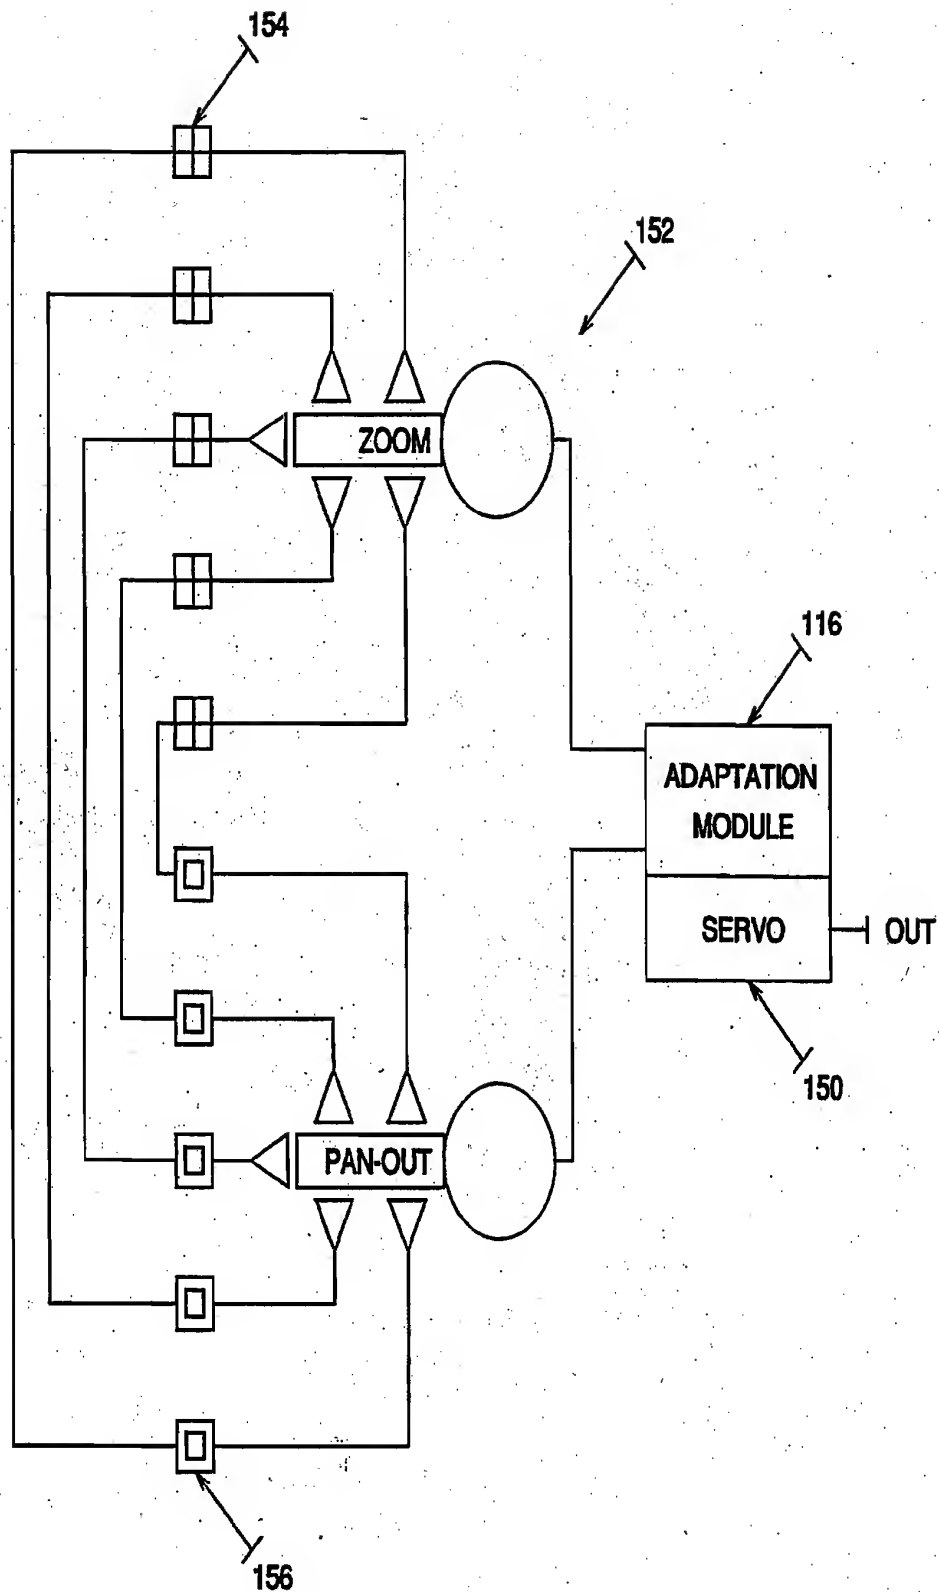 154
152
ZOOM
116
ADAPTATION
MODULE
SERVO
OUT
150
PAN-OUT
156